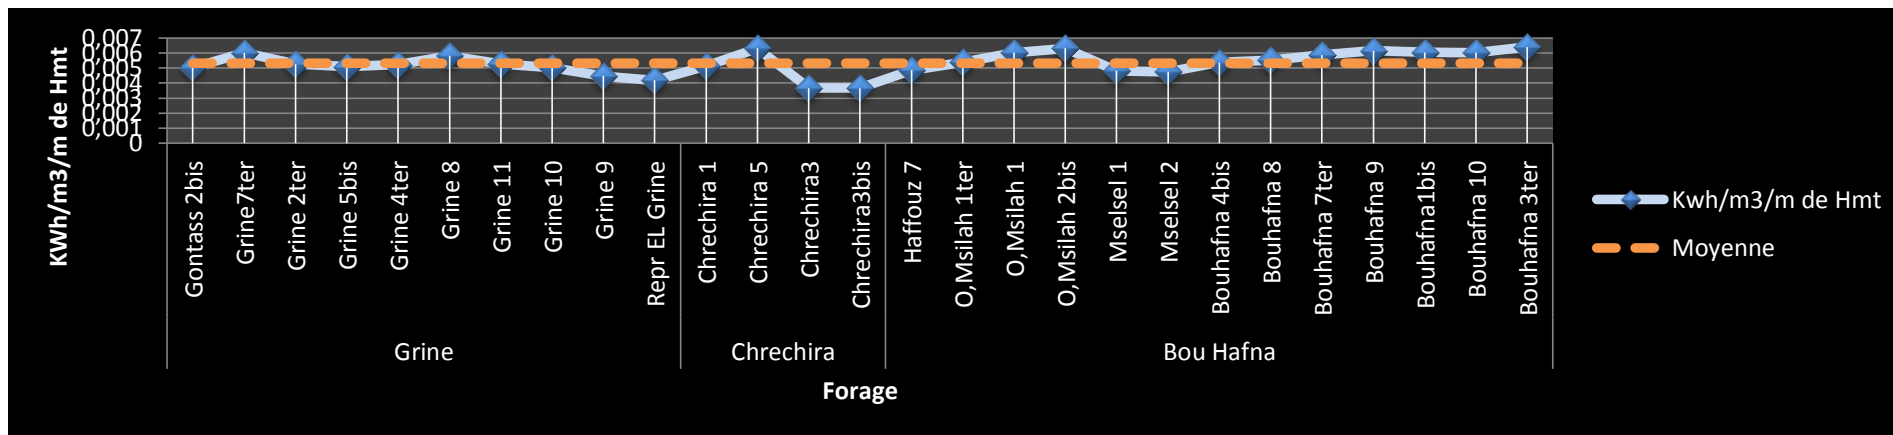 KWh/m3/m de Hmt
0,007
0,006
0,005
0,004
0,003
0,002
0,001
0
Gontass 2bis
Grine7ter
Grine 2ter
Grine 5bis
Grine 4ter
Grine 8
Grine 11
Grine 10
Grine 9
Repr EL Grine
Chrechira 1
Chrechira 5
Chrechira3
Chrechira3bis
Haffouz 7
O,Msilah 1ter
O,Msilah 1
O,Msilah 2bis
Mselsel 1
Msesel 2
Bouhafna 4bis
Bouhafna 8
Bouhafna 7ter
Bouhafna 9
Bouhafna1bis
Bouhafna 10
Bouhafna 3ter
Grine
Chrechira
Bou Hafna
Forage
Kwh/m3/m de Hmt
Moyenne